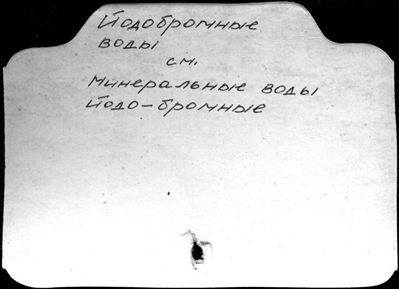 Йодобромные
воды
см.
минеральные воды
йодо-бромные